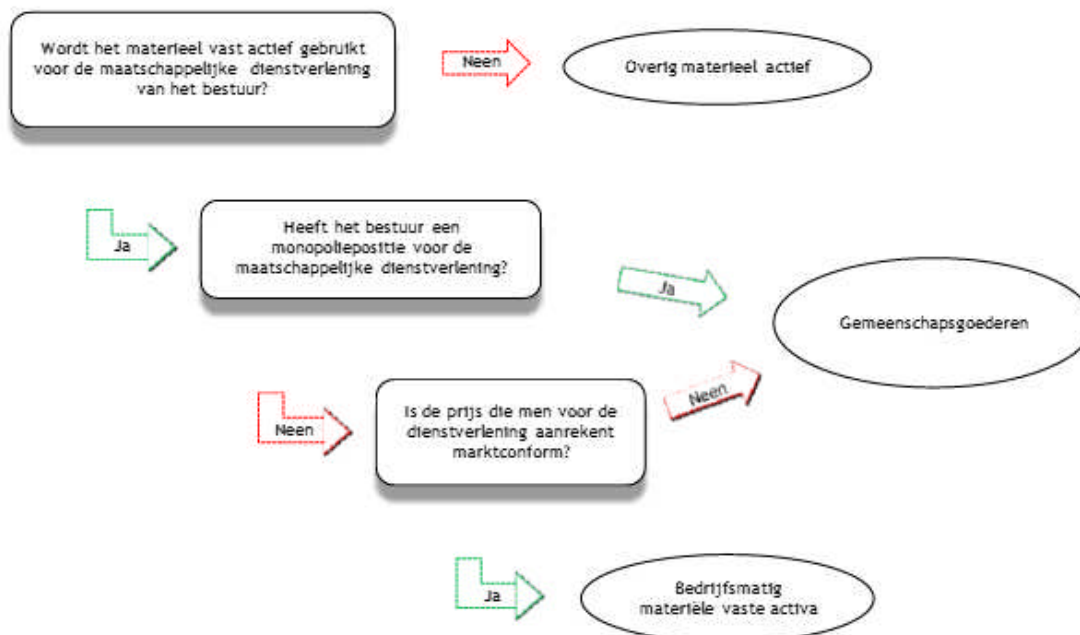 Wordt het materieel vast actief gebruikt
voor de maatschappelijke dienstverlening
van het bestuur?
Neen
Overig materieel actief
Ja
Heeft het bestuur een
monopoliepositie voor de
maatschappelijke dienstverlening?
Ja
Gemeenschapsgoederen
Neen
Is de prijs die men voor de
dienstverlening aanrekent
marktconform?
Neen
Ja
Bedrijfsmatig
materiële vaste activa